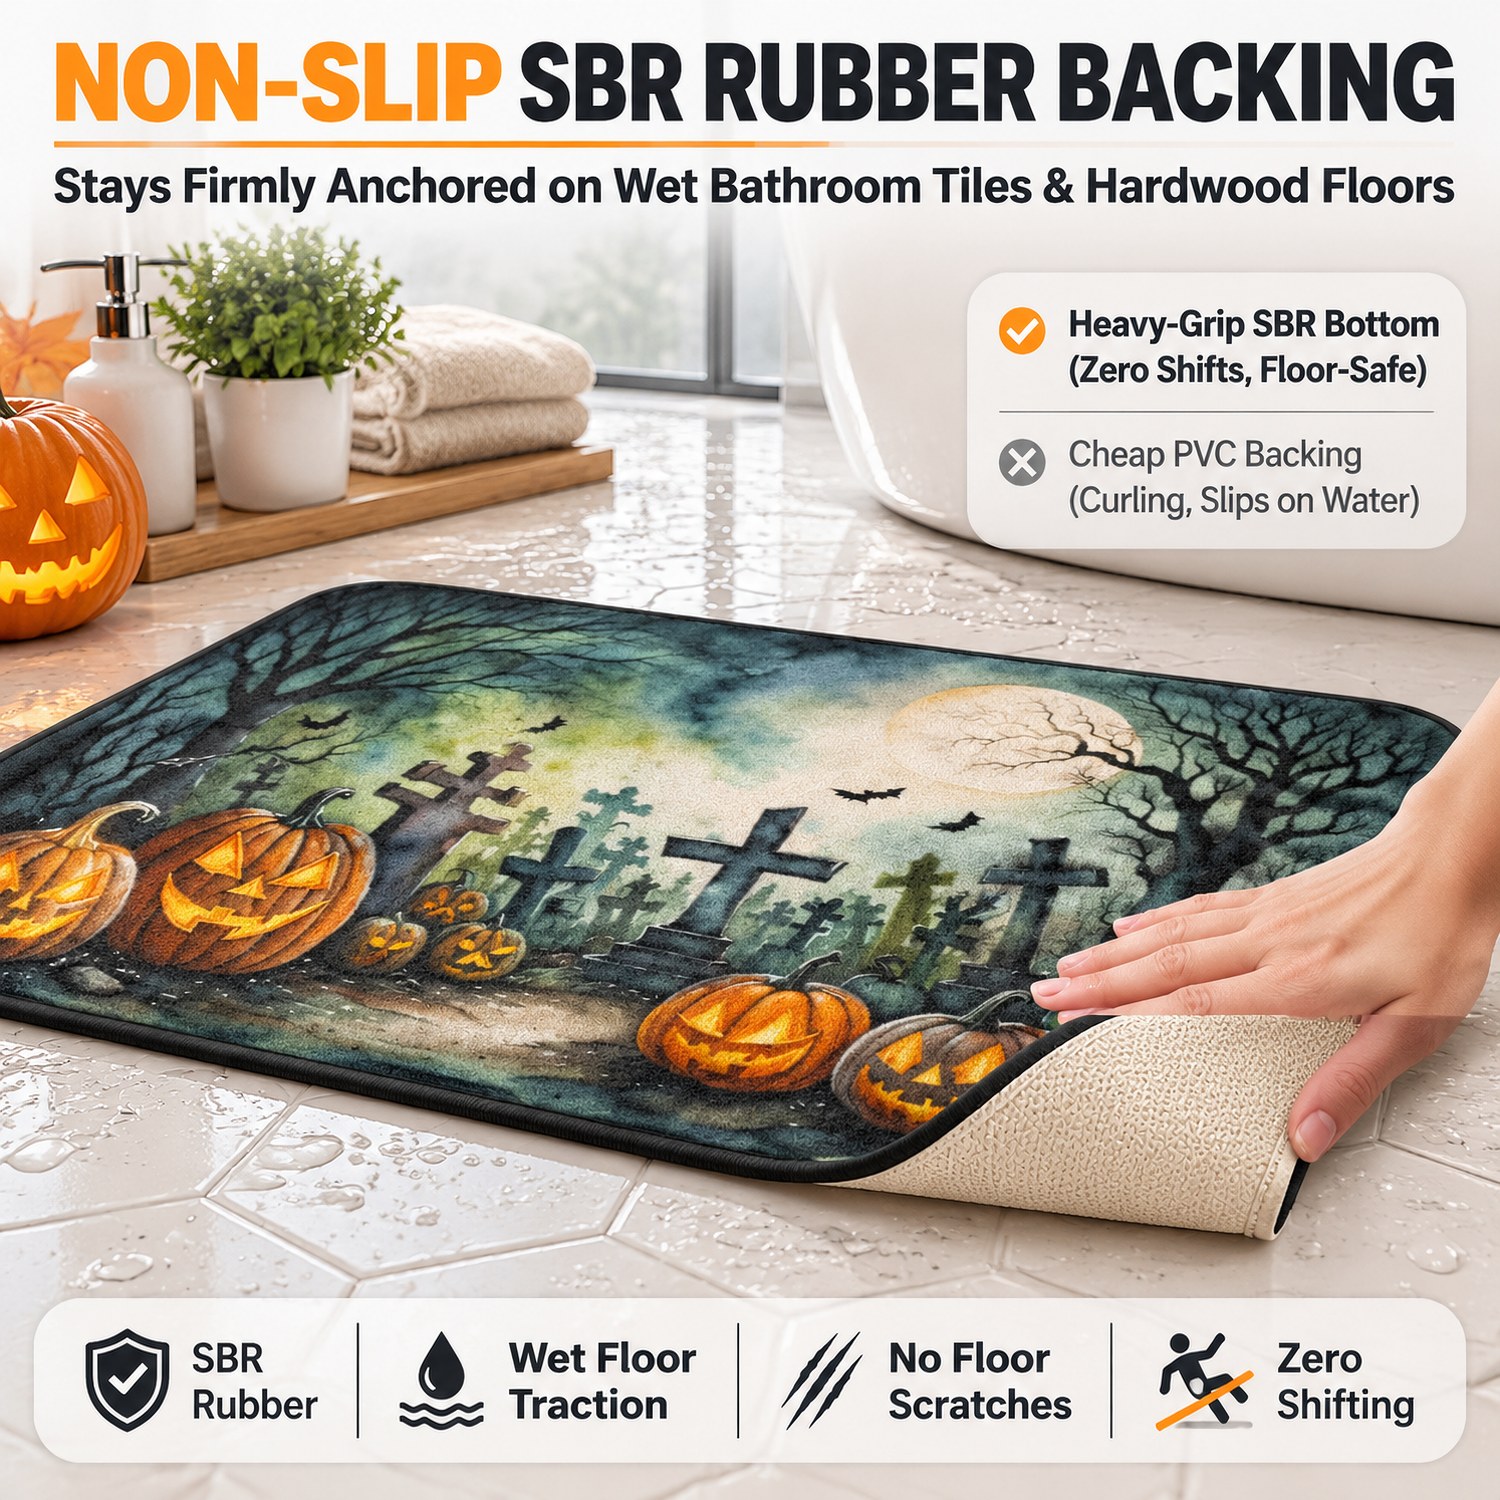 NON-SLIP SBR RUBBER BACKING
Stays Firmly Anchored on Wet Bathroom Tiles & Hardwood Floors
Heavy-Grip SBR Bottom
(Zero Shifts, Floor-Safe)
Cheap PVC Backing
(Curling, Slips on Water)
SBR
Rubber
Wet Floor
Traction
No Floor
Scratches
Zero
Shifting